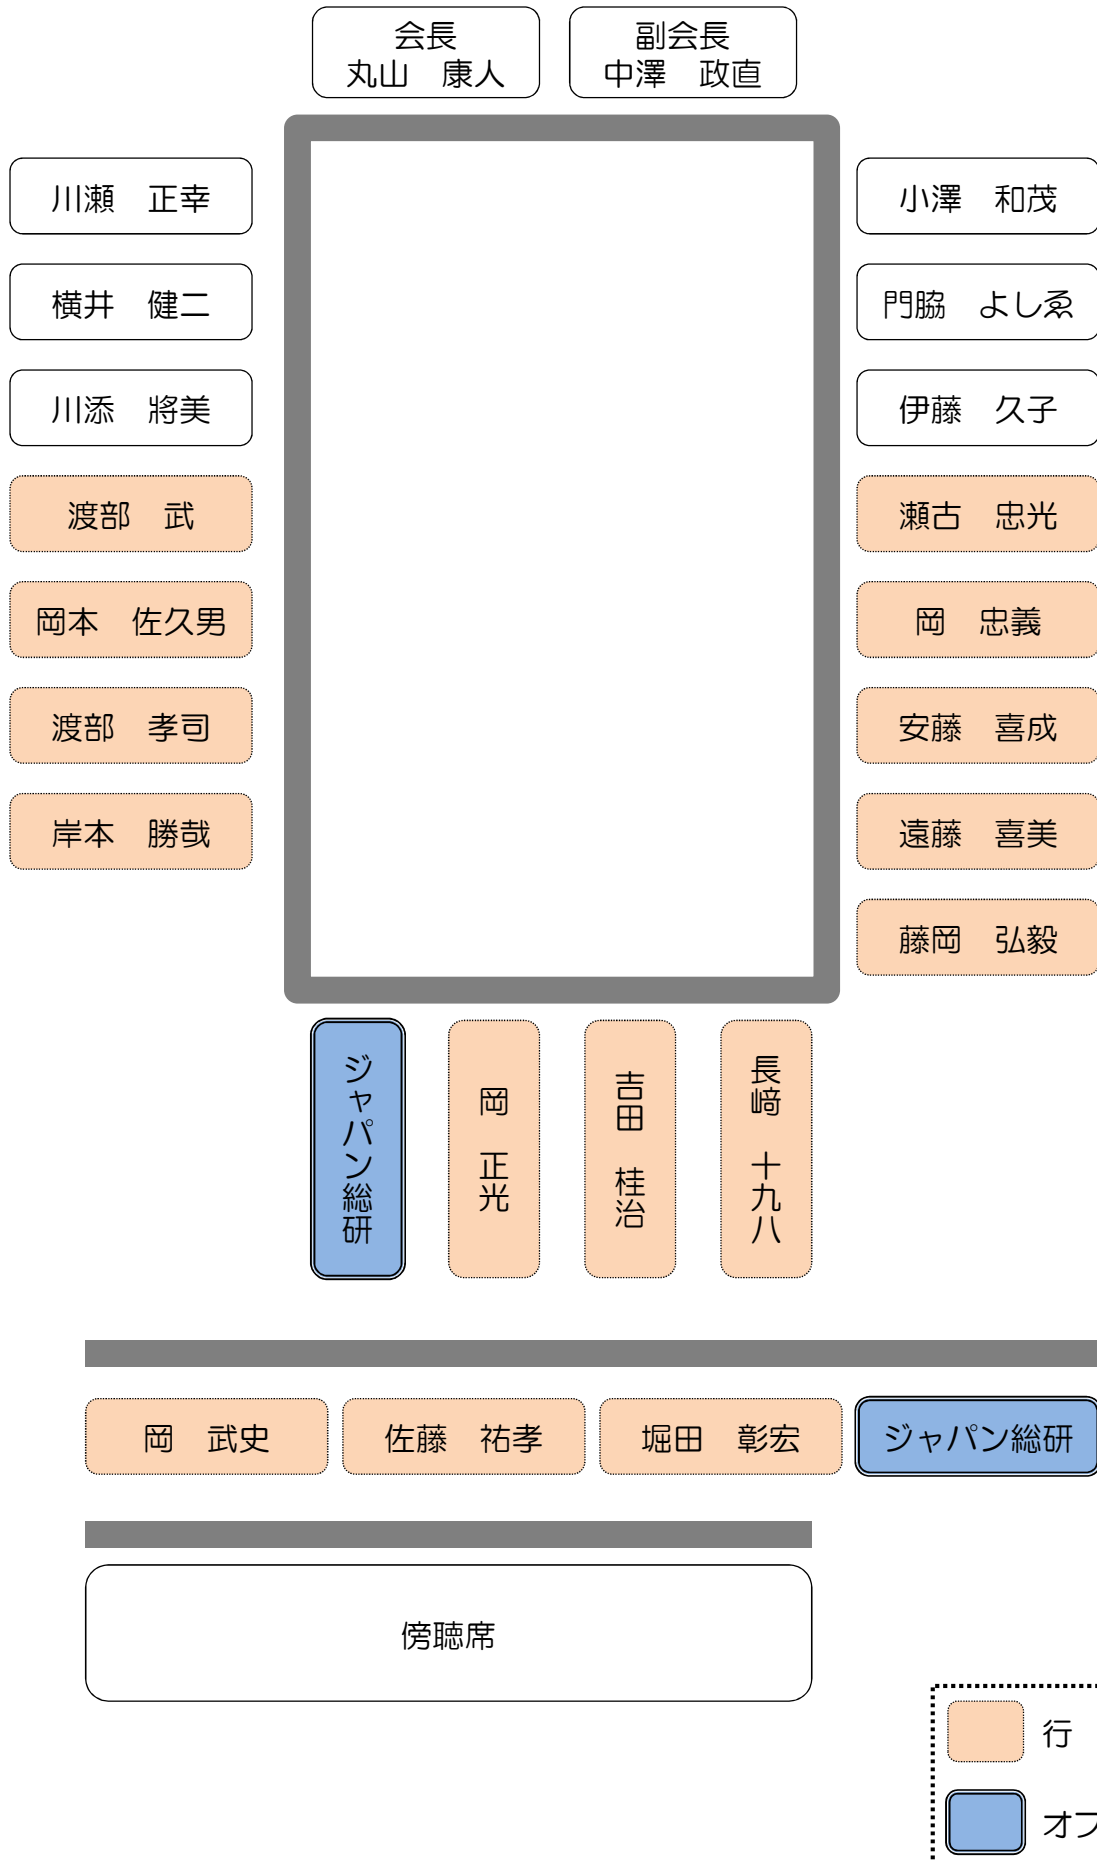 会長
丸山　康人
副会長
中澤　政直
川瀬　正幸
小澤　和茂
横井　健二
門脇　よしゑ
川添　將美
伊藤　久子
渡部　武
瀬古　忠光
岡本　佐久男
岡　忠義
渡部　孝司
安藤　喜成
岸本　勝哉
遠藤　喜美
藤岡　弘毅
ジャパン総研
岡　正光
吉田　桂治
長﨑　十九八
岡　武史
佐藤　祐孝
堀田　彰宏
ジャパン総研
傍聴席
行
オブ